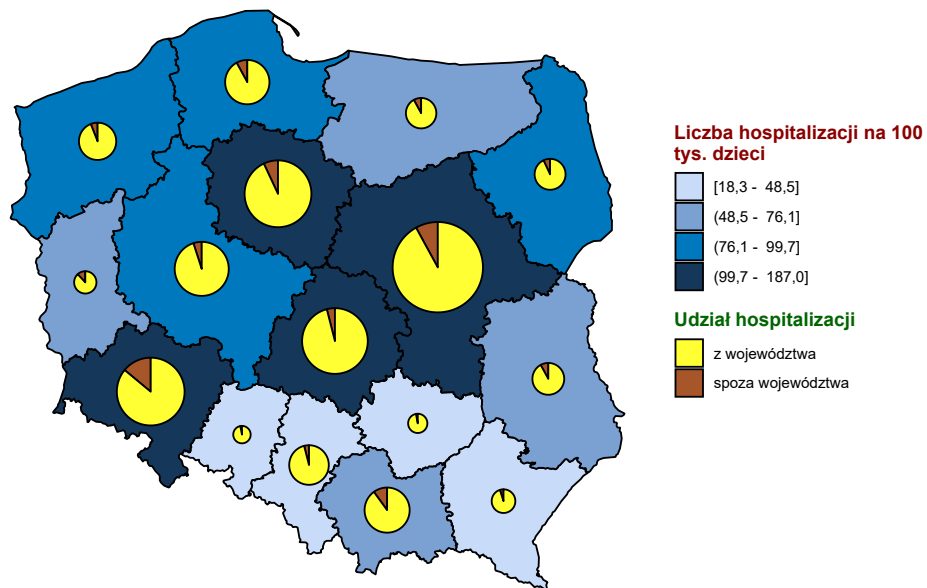 Liczba hospitalizacji na 100
tys. dzieci
[18,3 - 48,5]
(48,5 - 76,1]
(76,1 - 99,7]
(99,7 - 187,0]
Udział hospitalizacji
z województwa
spoza województwa